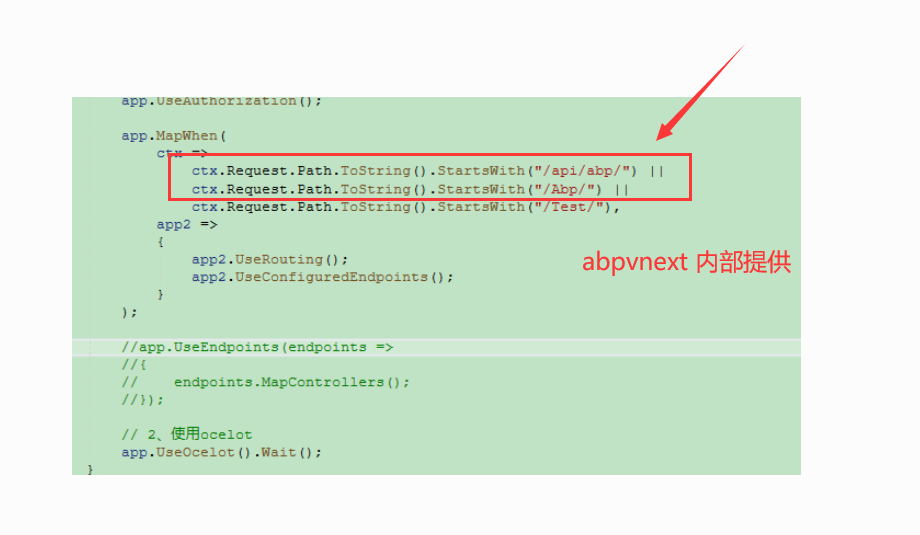 app.UseAuthorization();
app.MapWhen(
ctx =>
ctx.Request.Path.ToString().StartsWith("/api/abp/") ||
ctx.Request.Path.ToString().StartsWith("/Abp/") ||
ctx.Request.Path.ToString().StartsWith("/Test/"),
app2 =>
{
app2.UseRouting();
app2.UseConfiguredEndpoints();
}
);
abpvnext 内部提供
//app.UseEndpoints(endpoints =>
//{
//    endpoints.MapControllers();
//});
// 2、使用ocelot
app.UseOcelot().Wait();
}